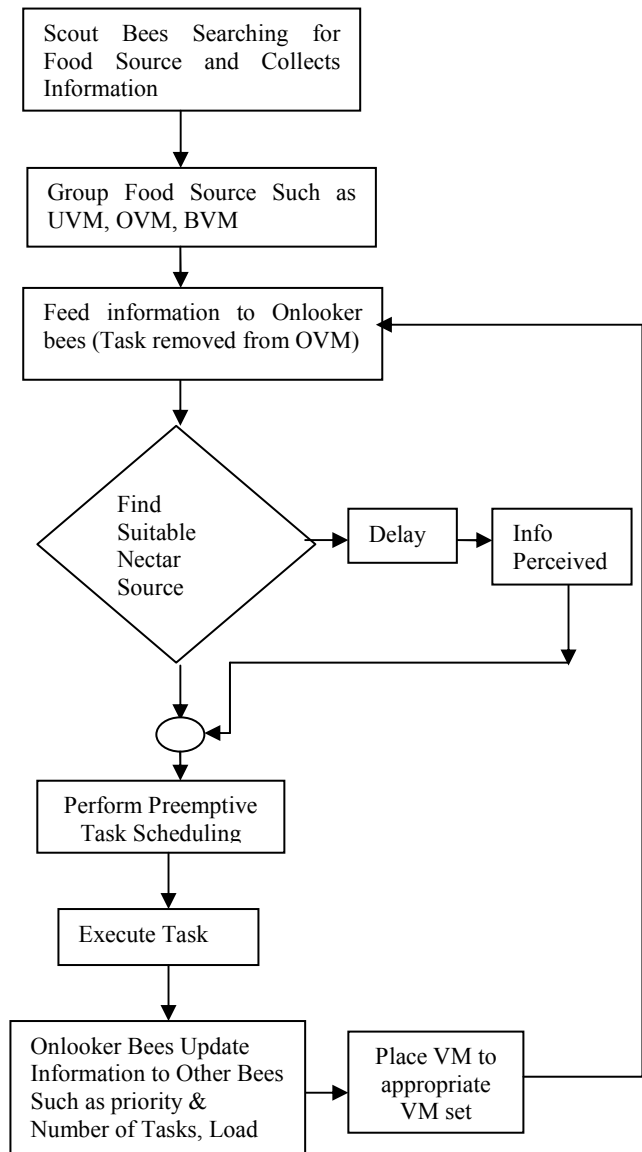 Scout Bees Searching for
Food Source and Collects
Information
Group Food Source Such as
UVM, OVM, BVM
Feed information to Onlooker
bees (Task removed from OVM)
Find
Suitable
Nectar
Source
Delay
Info
Perceived
Perform Preemptive
Task Scheduling
Execute Task
Onlooker Bees Update
Information to Other Bees
Such as priority &
Number of Tasks, Load
Place VM to
appropriate
VM set